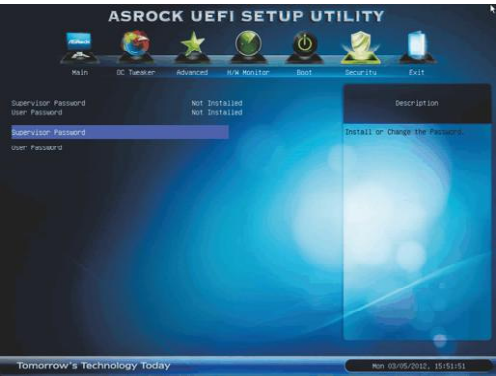 ASROCK UEFI SETUP UTILITY
Main OC Tweaker Advanced H/W Monitor Boot Security Exit
Supervisor Password Not Installed
User Password Not Installed
Supervisor Password
User Password
Description
Install or Change the Password.
Tomorrow's Technology Today
Mon 03/05/2012, 15:51:51